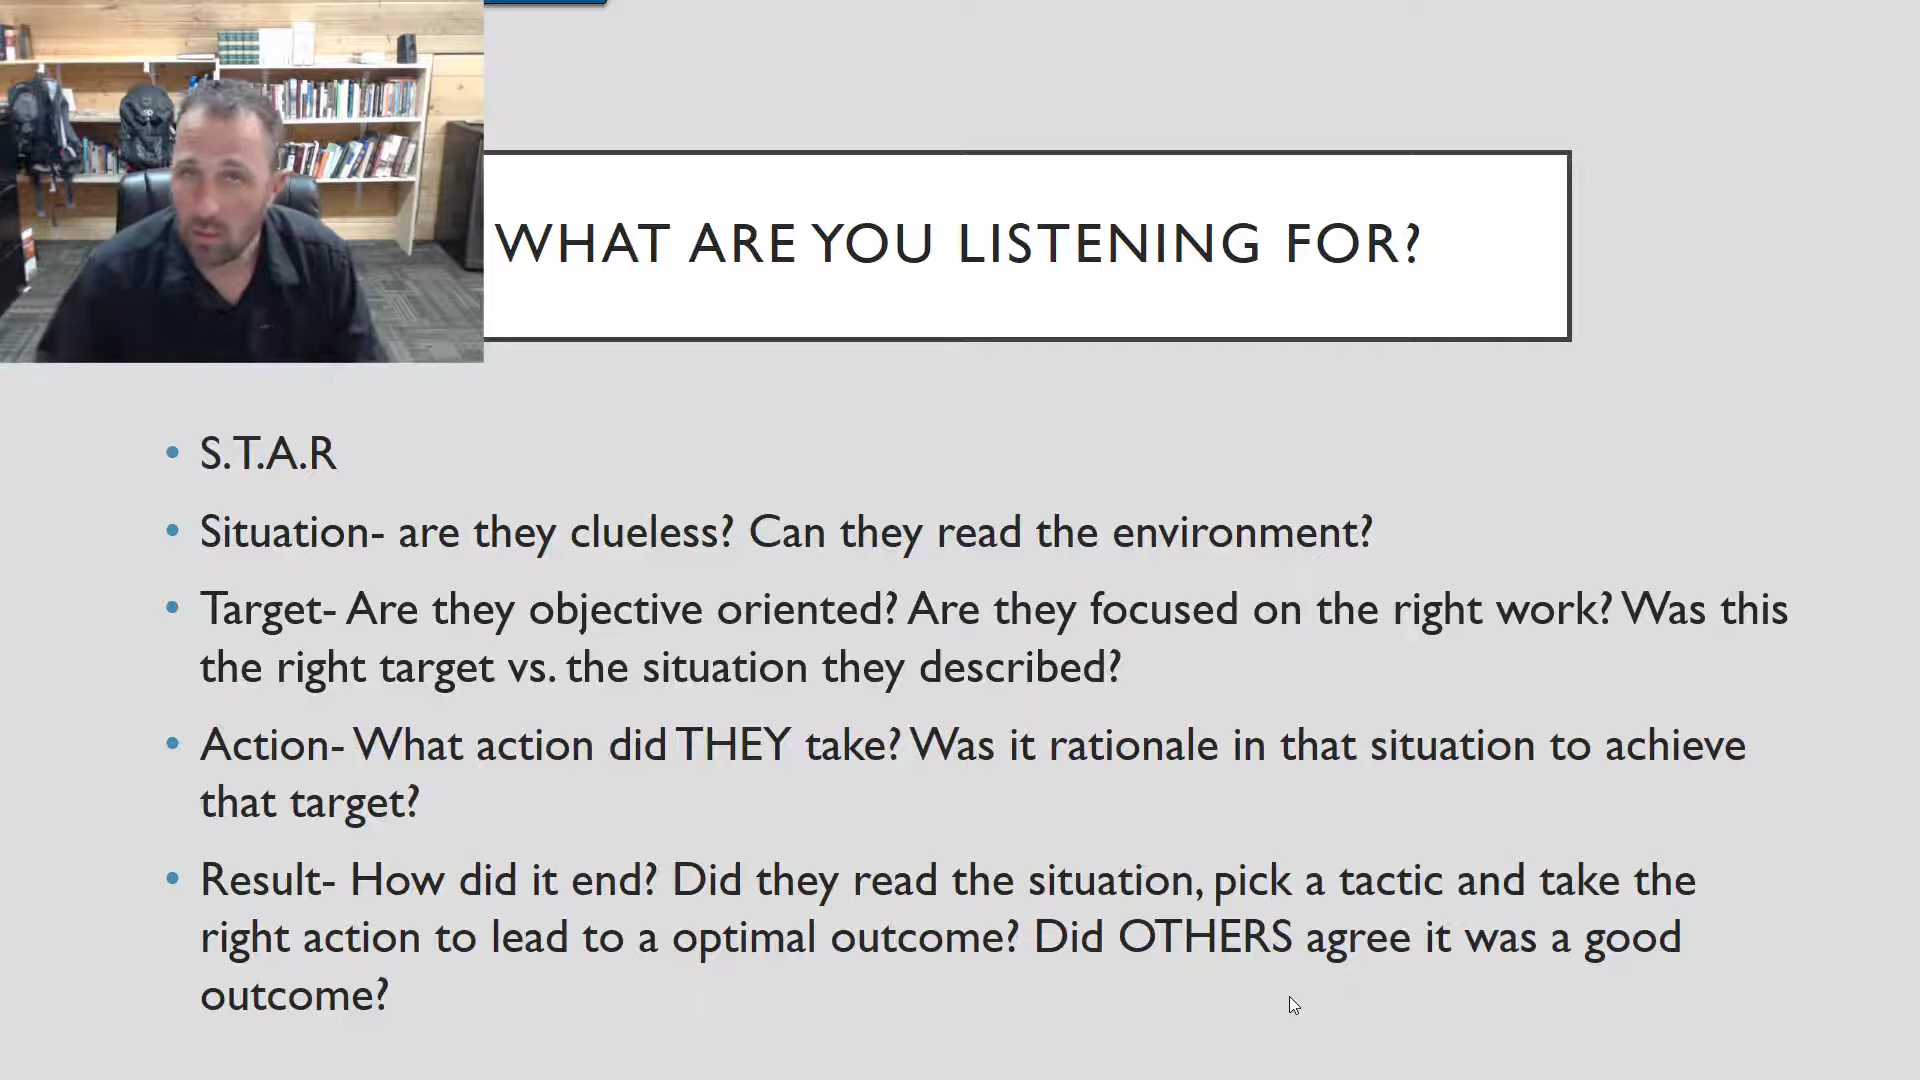 WHAT ARE YOU LISTENING FOR?
• S.T.A.R
• Situation- are they clueless? Can they read the environment?
• Target- Are they objective oriented? Are they focused on the right work? Was this
the right target vs. the situation they described?
• Action- What action did THEY take? Was it rationale in that situation to achieve
that target?
• Result- How did it end? Did they read the situation, pick a tactic and take the
right action to lead to a optimal outcome? Did OTHERS agree it was a good
outcome?